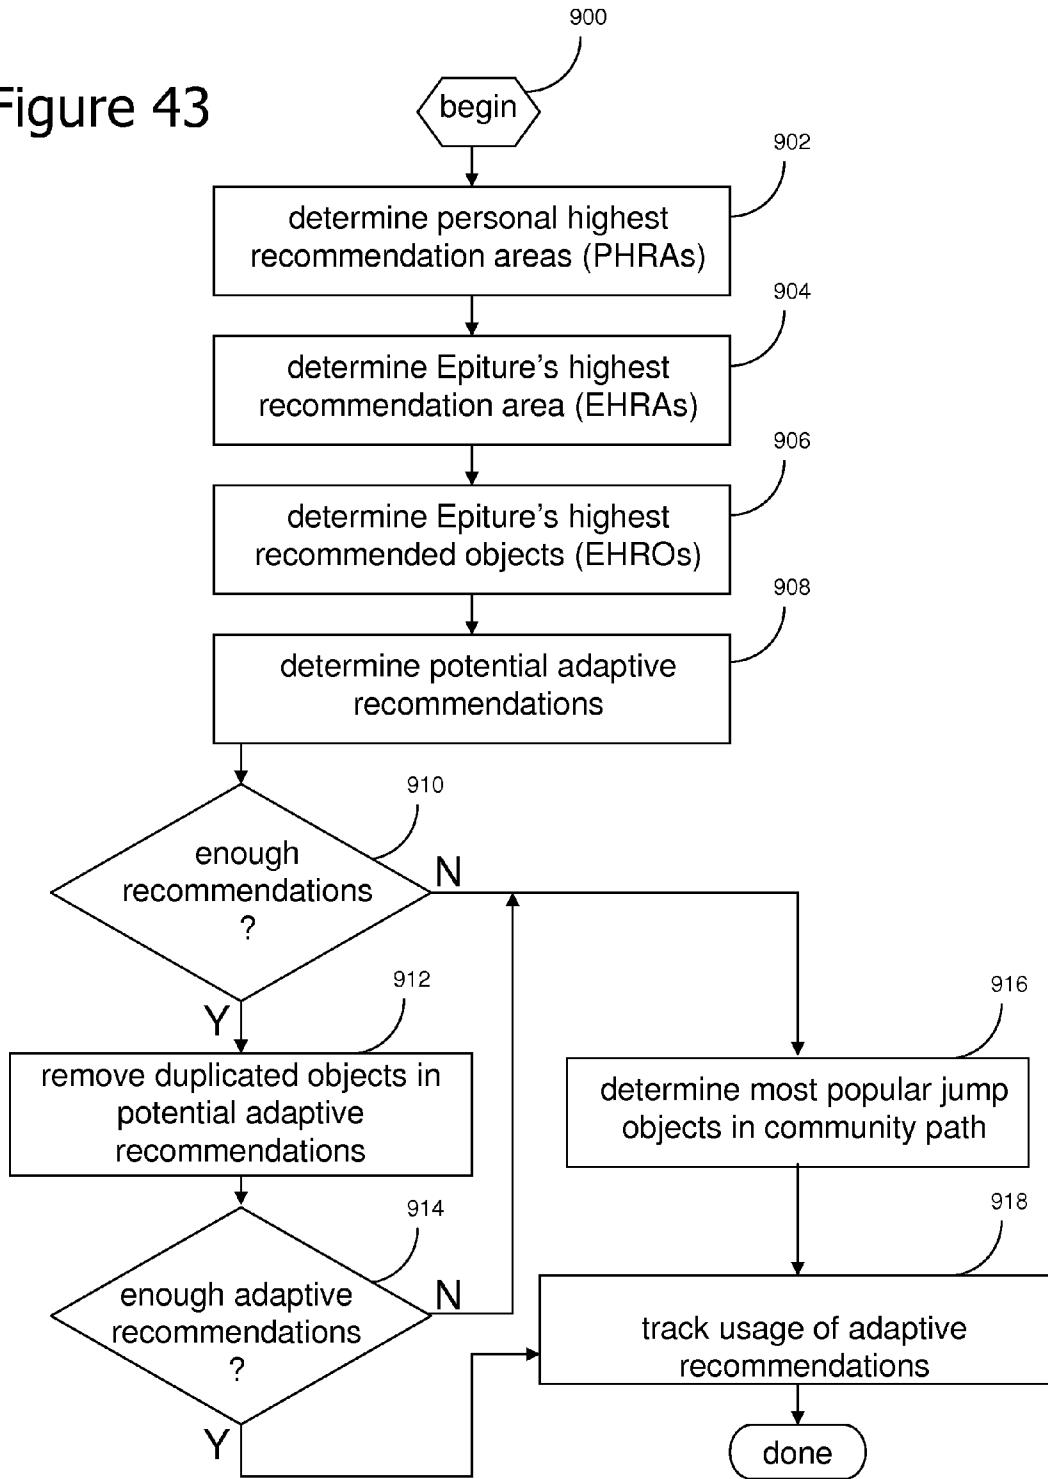 900
Figure 43
begin
902
determine personal highest
recommendation areas (PHRAs)
904
determine Epiture's highest
recommendation area (EHRAs)
906
determine Epiture's highest
recommended objects (EHROs)
908
determine potential adaptive
recommendations
910
enough
recommendations
?
N
Y
912
remove duplicated objects in
potential adaptive
recommendations
916
determine most popular jump
objects in community path
914
enough adaptive
recommendations
?
N
Y
918
track usage of adaptive
recommendations
done